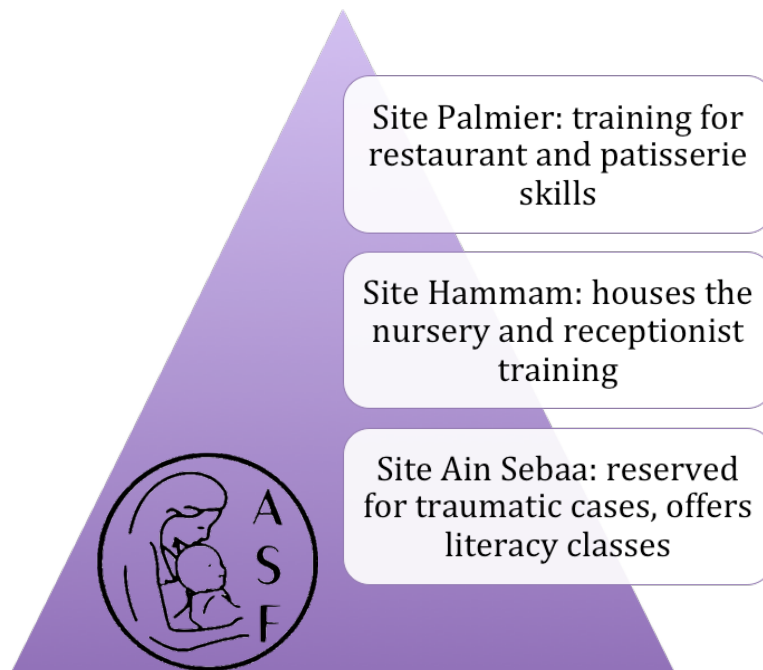 Site Palmier: training for
restaurant and patisserie
skills
Site Hammam: houses the
nursery and receptionist
training
Site Ain Sebaa: reserved
for traumatic cases, offers
literacy classes
A
S
F